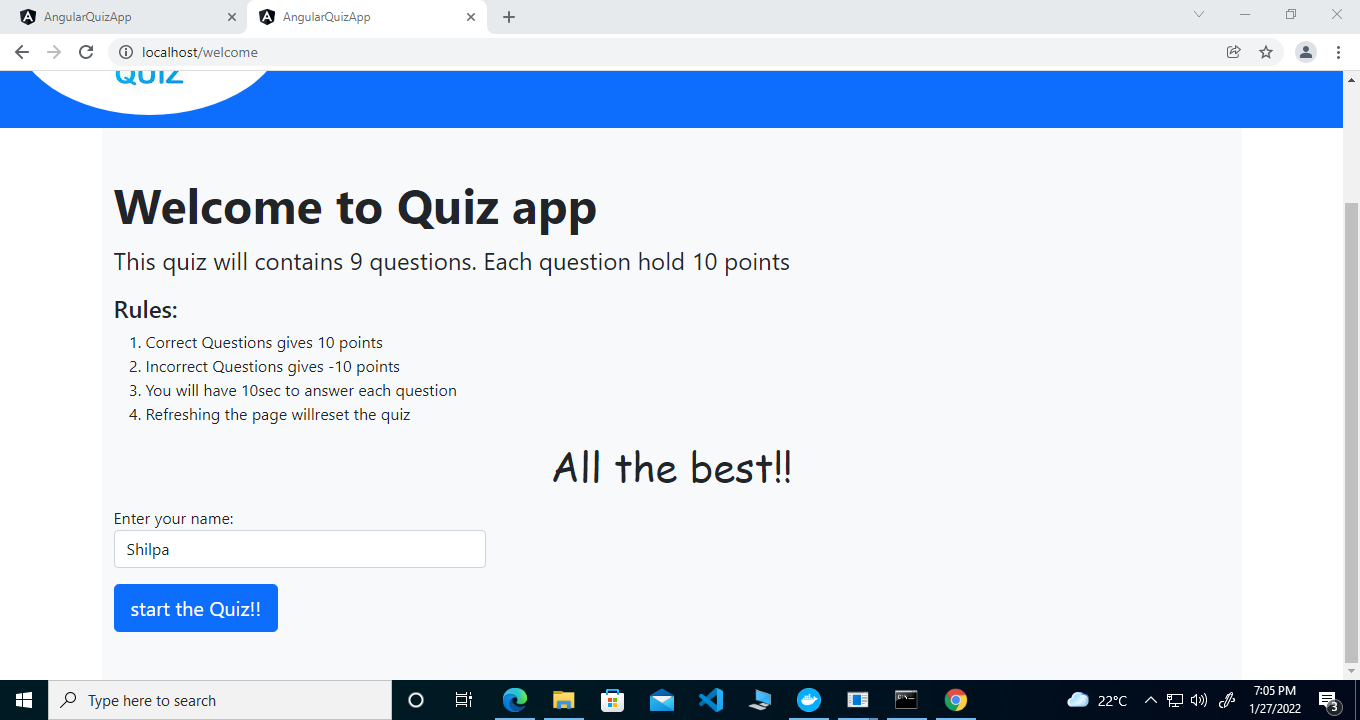 AngularQuizApp
AngularQuizApp
localhost/welcome
QUIZ
Welcome to Quiz app
This quiz will contains 9 questions. Each question hold 10 points
Rules:
1. Correct Questions gives 10 points
2. Incorrect Questions gives -10 points
3. You will have 10sec to answer each question
4. Refreshing the page willreset the quiz
All the best!!
Enter your name:
Shilpa
start the Quiz!!
Type here to search
22°C
7:05 PM
1/27/2022
3